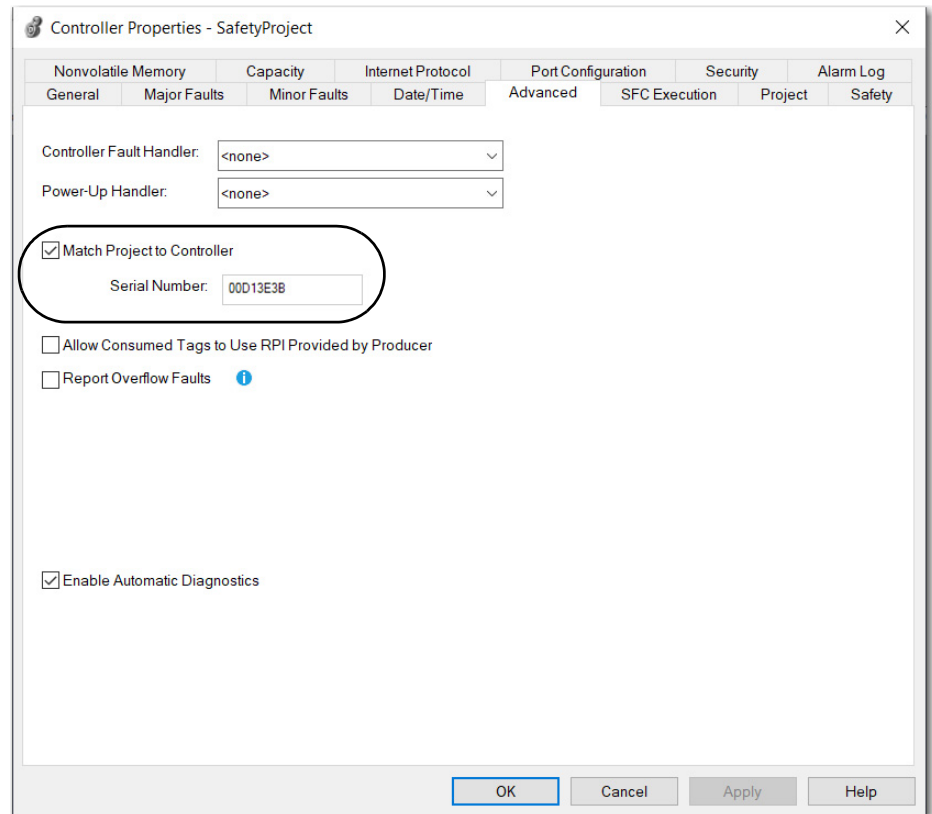 Controller Properties - SafetyProject
Nonvolatile Memory Capacity Internet Protocol Port Configuration Security Alarm Log
General Major Faults Minor Faults Date/Time Advanced SFC Execution Project Safety
Controller Fault Handler: <none>
Power-Up Handler: <none>
Match Project to Controller
Serial Number: 00D13E3B
Allow Consumed Tags to Use RPI Provided by Producer
Report Overflow Faults
Enable Automatic Diagnostics
OK Cancel Apply Help